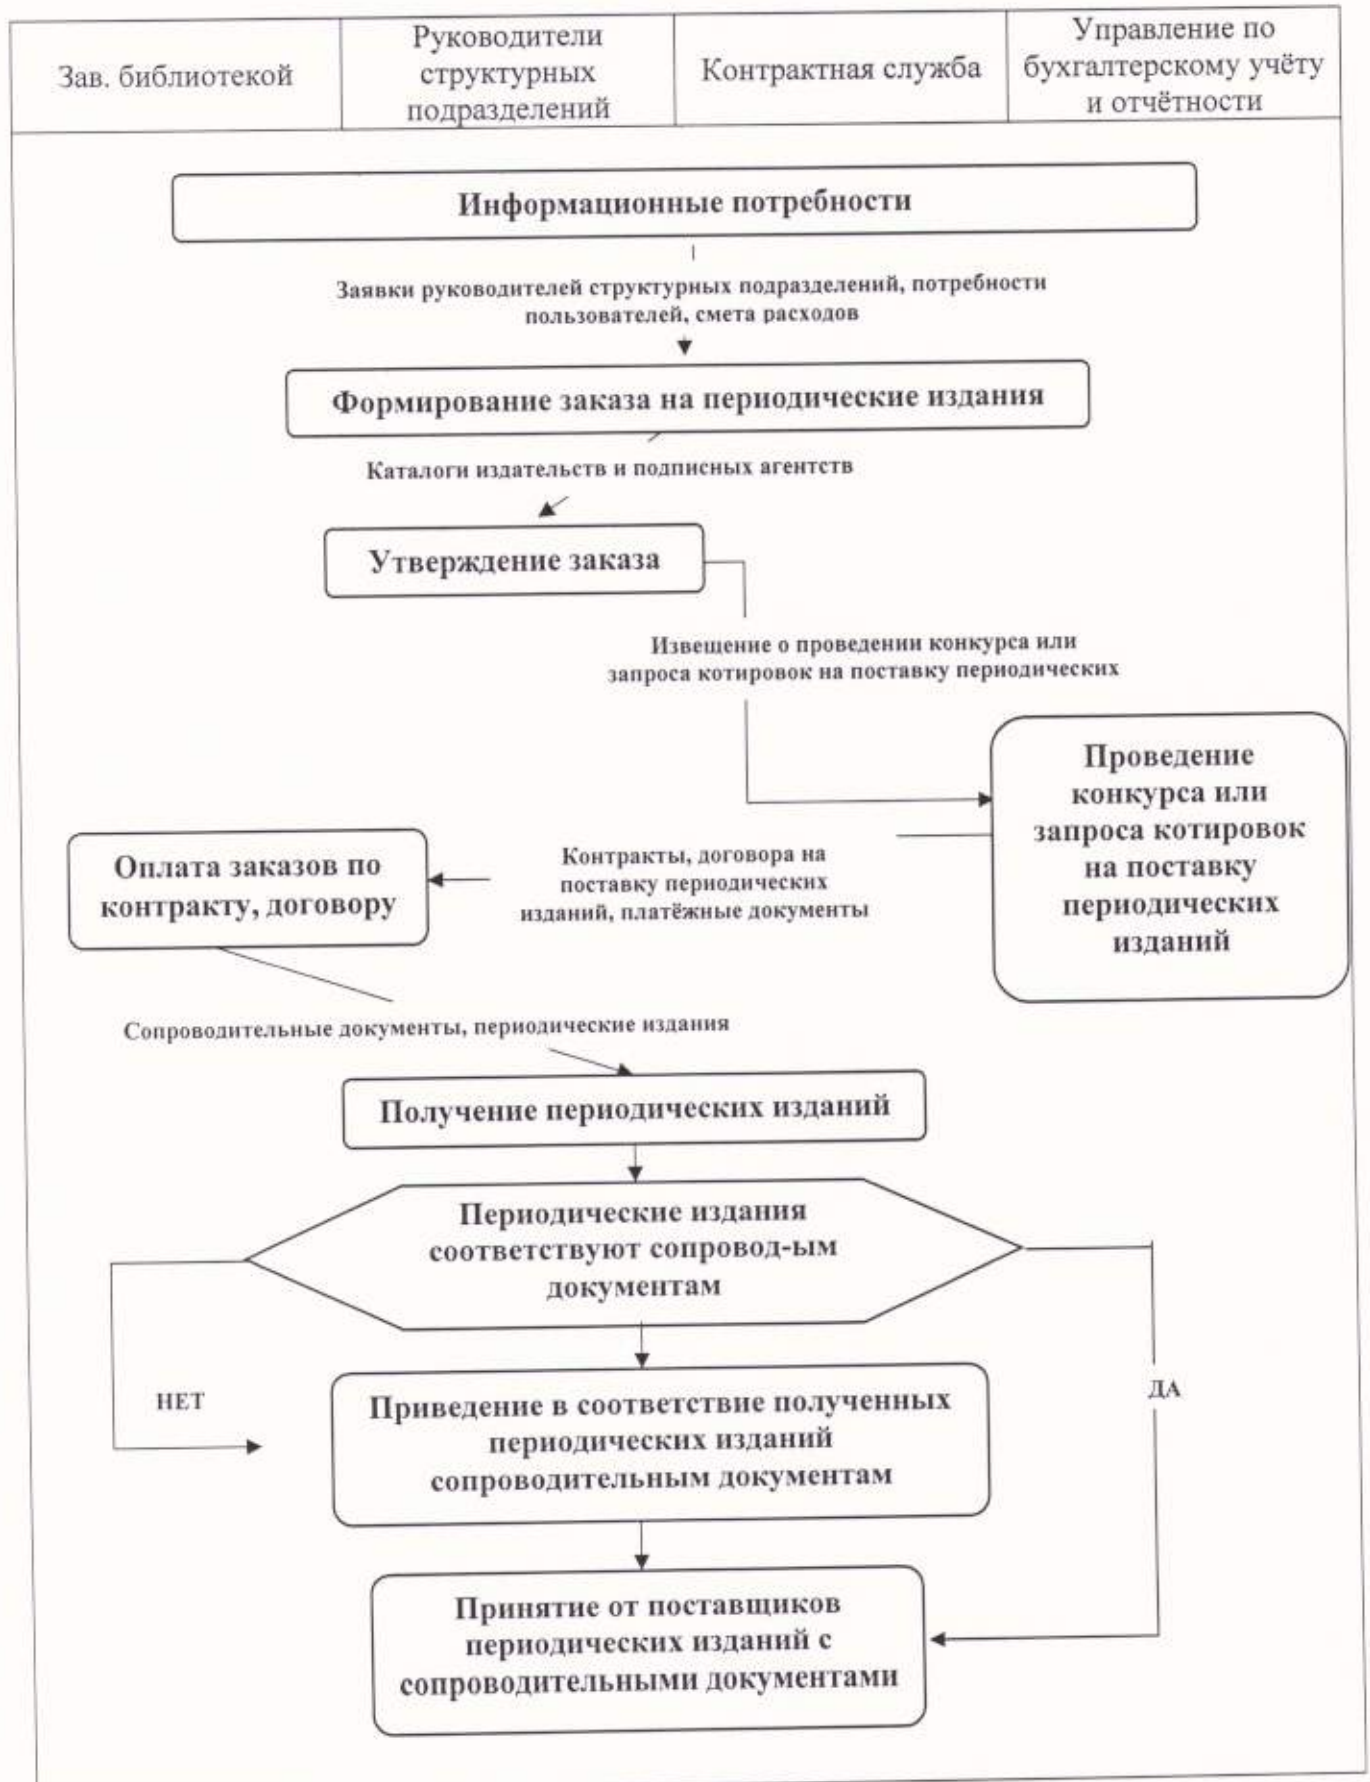 Зав. библиотекой
Руководители
структурных
подразделений
Контрактная служба
Управление по
бухгалтерскому учёту
и отчётности
Информационные потребности
Заявки руководителей структурных подразделений, потребности
пользователей, смета расходов
Формирование заказа на периодические издания
Каталоги издательств и подписных агентств
Утверждение заказа
Извещение о проведении конкурса или
запроса котировок на поставку периодических
Проведение
конкурса или
запроса котировок
на поставку
периодических
изданий
Оплата заказов по
контракту, договору
Контракты, договора на
поставку периодических
изданий, платёжные документы
Сопроводительные документы, периодические издания
Получение периодических изданий
Периодические издания
соответствуют сопровод-ым
документам
НЕТ
ДА
Приведение в соответствие полученных
периодических изданий
сопроводительным документам
Принятие от поставщиков
периодических изданий с
сопроводительными документами